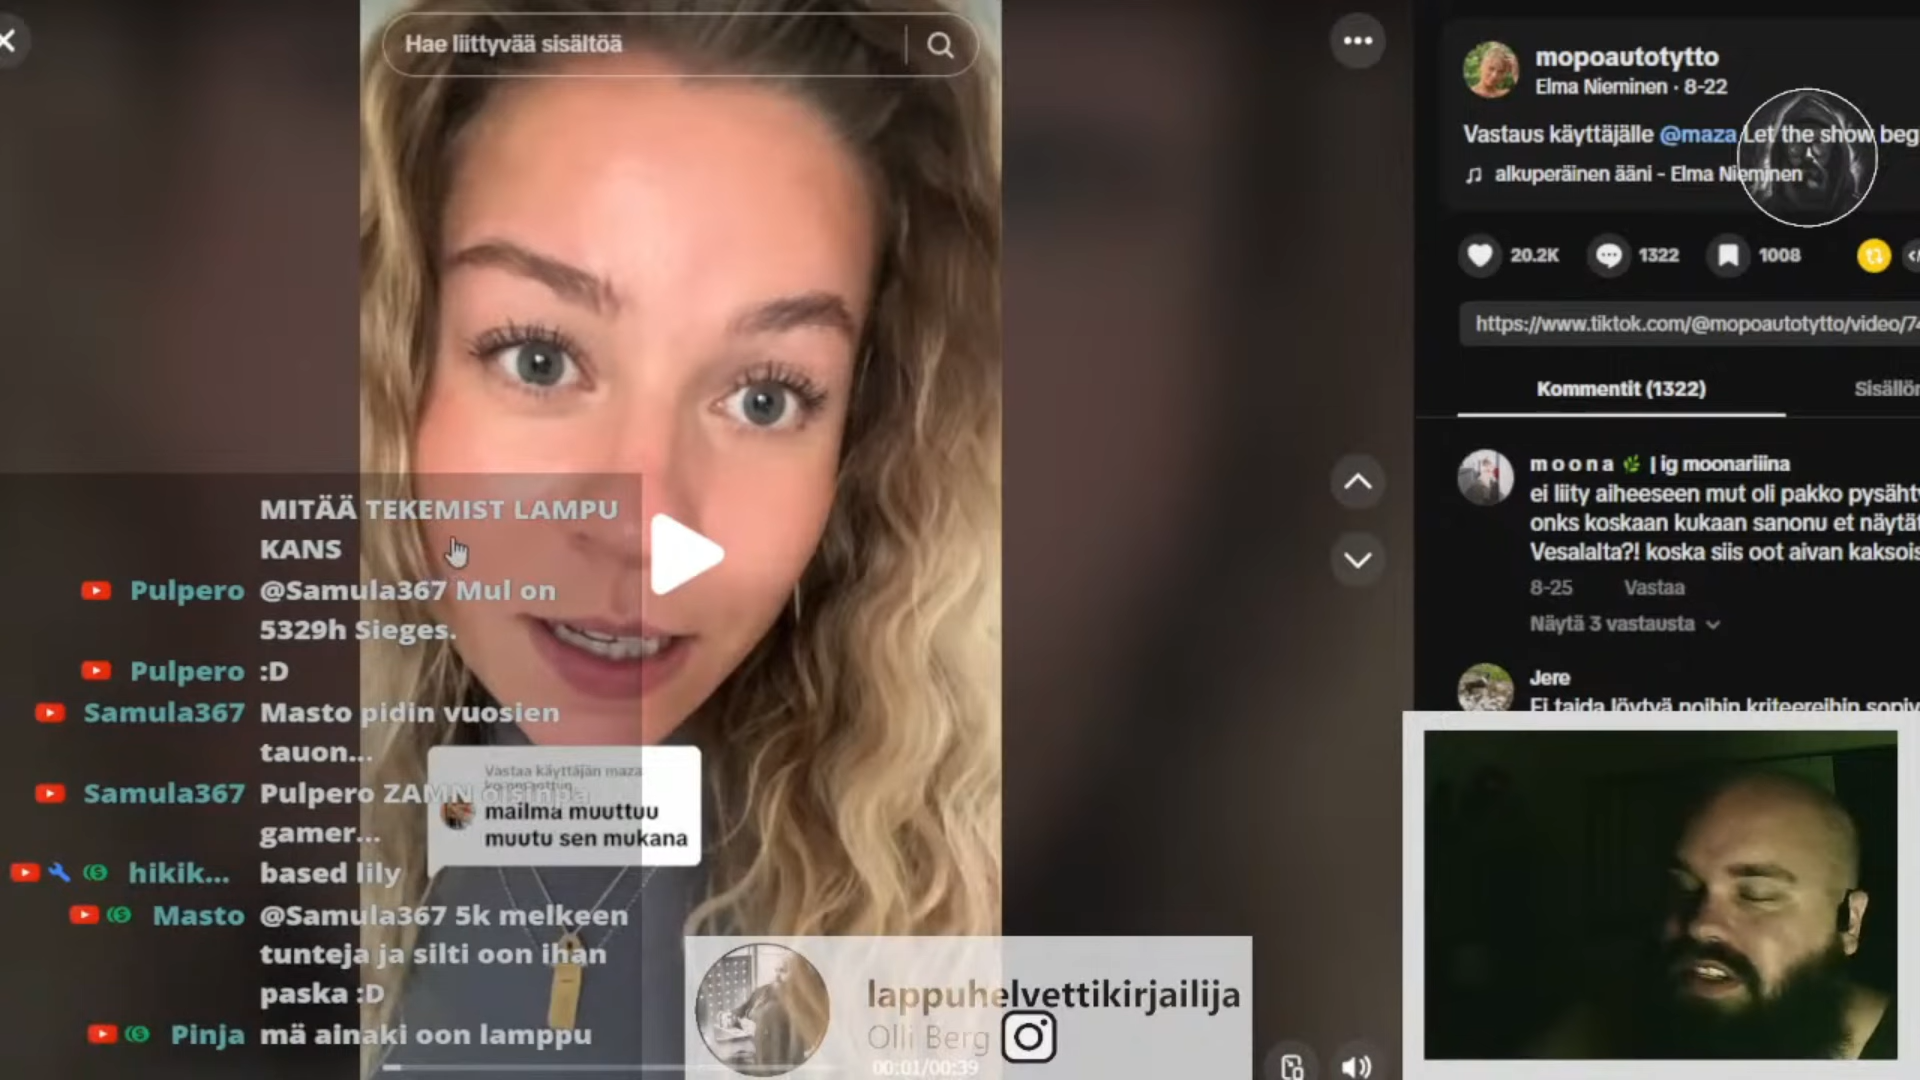 Hae liittyvää sisältöä
mopoautotytto
Elma Nieminen · 8-22
Vastaus käyttäjälle @maza Let the show beg
alkuperäinen ääni - Elma Nieminen
20.2K
1322
1008
https://www.tiktok.com/@mopoautotytto/video/74
Kommentit (1322)
Sisällön
m o o n a | ig moonariiina
ei liity aiheeseen mut oli pakko pysäht
onks koskaan kukaan sanonu et näytät
Vesalalta?! koska siis oot aivan kaksois
8-25 Vastaa
Näytä 3 vastausta
Jere
Ei taida löytyä noihin kriteereihin sopiv
MITÄÄ TEKEMIST LAMPU
KANS
Pulpero @Samula367 Mul on
5329h Sieges.
Pulpero :D
Samula367 Masto pidin vuosien
tauon...
Samula367 Pulpero ZAMN olsinpa
gamer...
hikik... based lily
Masto @Samula367 5k melkeen
tunteja ja silti oon ihan
paska :D
Pinja mä ainaki oon lamppu
Vastaa käyttäjän maza
mailma muuttuu
muutu sen mukana
lappuhelvettikirjailija
Olli Berg
00:01/00:39